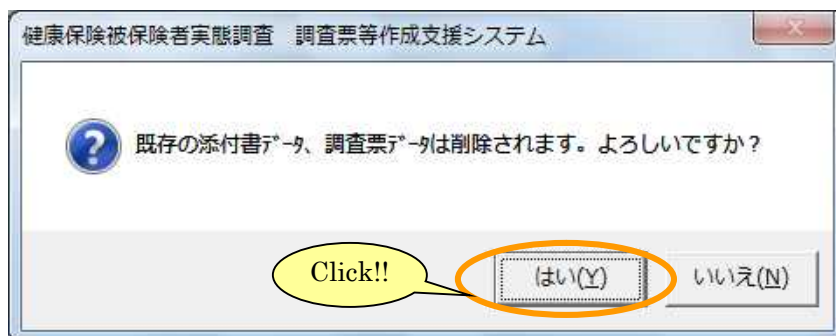 健康保険被保険者実態調査　調査票等作成支援システム
既存の添付書ﾃﾞｰﾀ、調査票ﾃﾞｰﾀは削除されます。よろしいですか？
Click!!
はい(Y)
いいえ(N)